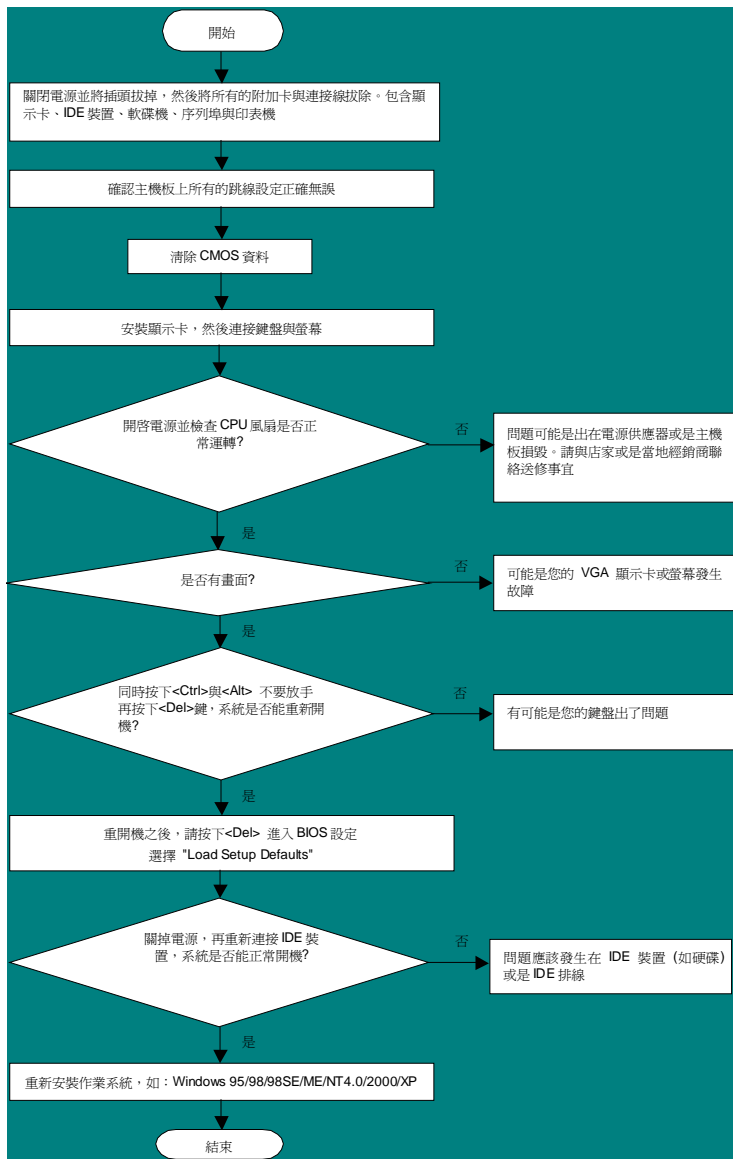 開始
關閉電源並將插頭拔掉，然後將所有的附加卡與連接線拔除。包含顯
示卡、IDE 裝置、軟碟機、序列埠與印表機
確認主機板上所有的跳線設定正確無誤
清除 CMOS 資料
安裝顯示卡，然後連接鍵盤與螢幕
開啓電源並檢查 CPU 風扇是否正
常運轉?
否
問題可能是出在電源供應器或是主機
板損毀。請與店家或是當地經銷商聯
絡送修事宜
是
是否有畫面?
否
可能是您的 VGA 顯示卡或螢幕發生
故障
是
同時按下<Ctrl>與<Alt> 不要放手
再按下<Del>鍵，系統是否能重新開
機?
否
有可能是您的鍵盤出了問題
是
重開機之後，請按下<Del> 進入 BIOS 設定
選擇 "Load Setup Defaults"
關掉電源，再重新連接 IDE 裝
置，系統是否能正常開機?
否
問題應該發生在 IDE 裝置 (如硬碟)
或是 IDE 排線
是
重新安裝作業系統，如：Windows 95/98/98SE/ME/NT4.0/2000/XP
結束